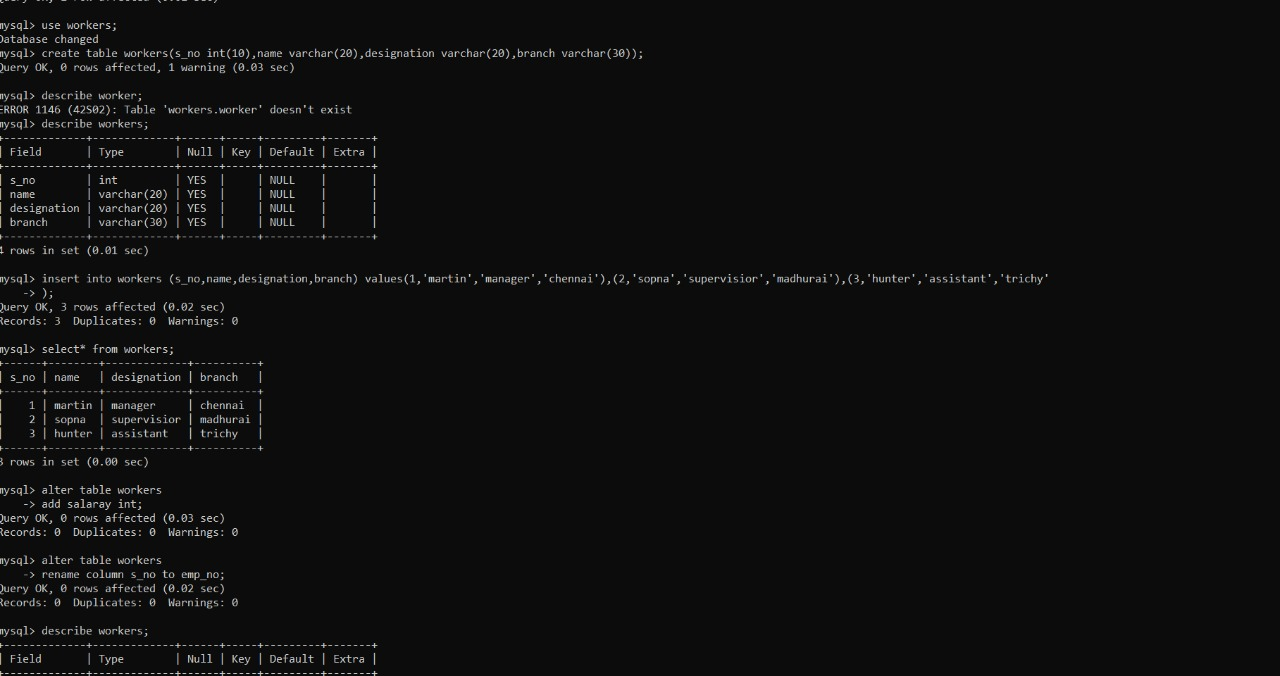 mysql> use workers;
Database changed
mysql> create table workers(s_no int(10),name varchar(20),designation varchar(20),branch varchar(30));
Query OK, 0 rows affected, 1 warning (0.03 sec)
mysql> describe worker;
ERROR 1146 (42S02): Table 'workers.worker' doesn't exist
mysql> describe workers;
+-------------+-------------+------+-----+---------+-------+
| Field       | Type        | Null | Key | Default | Extra |
+-------------+-------------+------+-----+---------+-------+
| s_no        | int         | YES  |     | NULL    |       |
| name        | varchar(20) | YES  |     | NULL    |       |
| designation | varchar(20) | YES  |     | NULL    |       |
| branch      | varchar(30) | YES  |     | NULL    |       |
+-------------+-------------+------+-----+---------+-------+
4 rows in set (0.01 sec)
mysql> insert into workers (s_no,name,designation,branch) values(1,'martin','manager','chennai'),(2,'sopna','supervisior','madhurai'),(3,'hunter','assistant','trichy'
    -> );
Query OK, 3 rows affected (0.02 sec)
Records: 3  Duplicates: 0  Warnings: 0
mysql> select* from workers;
+------+--------+-------------+----------+
| s_no | name   | designation | branch   |
+------+--------+-------------+----------+
|    1 | martin | manager     | chennai  |
|    2 | sopna  | supervisior | madhurai |
|    3 | hunter | assistant   | trichy   |
+------+--------+-------------+----------+
3 rows in set (0.00 sec)
mysql> alter table workers
    -> add salaray int;
Query OK, 0 rows affected (0.03 sec)
Records: 0  Duplicates: 0  Warnings: 0
mysql> alter table workers
    -> rename column s_no to emp_no;
Query OK, 0 rows affected (0.02 sec)
Records: 0  Duplicates: 0  Warnings: 0
mysql> describe workers;
+-------------+-------------+------+-----+---------+-------+
| Field       | Type        | Null | Key | Default | Extra |
+-------------+-------------+------+-----+---------+-------+